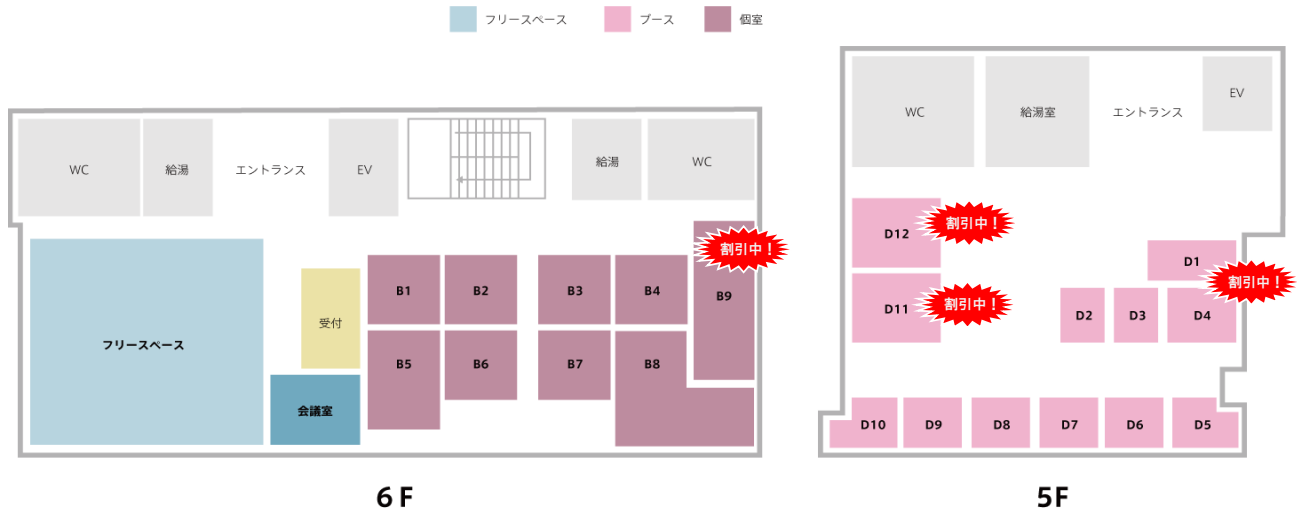 フリースペース
ブース
個室
WC
給湯
エントランス
EV
給湯
WC
割引中!
B1
B2
B3
B4
B9
受付
フリースペース
B5
B6
B7
B8
会議室
6F
WC
給湯室
エントランス
EV
D12
割引中!
D1
割引中!
D11
割引中!
D2
D3
D4
D10
D9
D8
D7
D6
D5
5F